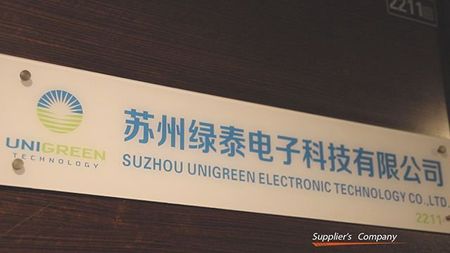 2211
UNIGREEN
TECHNOLOGY
苏州绿泰电子科技有限公司
SUZHOU UNIGREEN ELECTRONIC TECHNOLOGY CO.,LTD.
2211
Supplier's Company